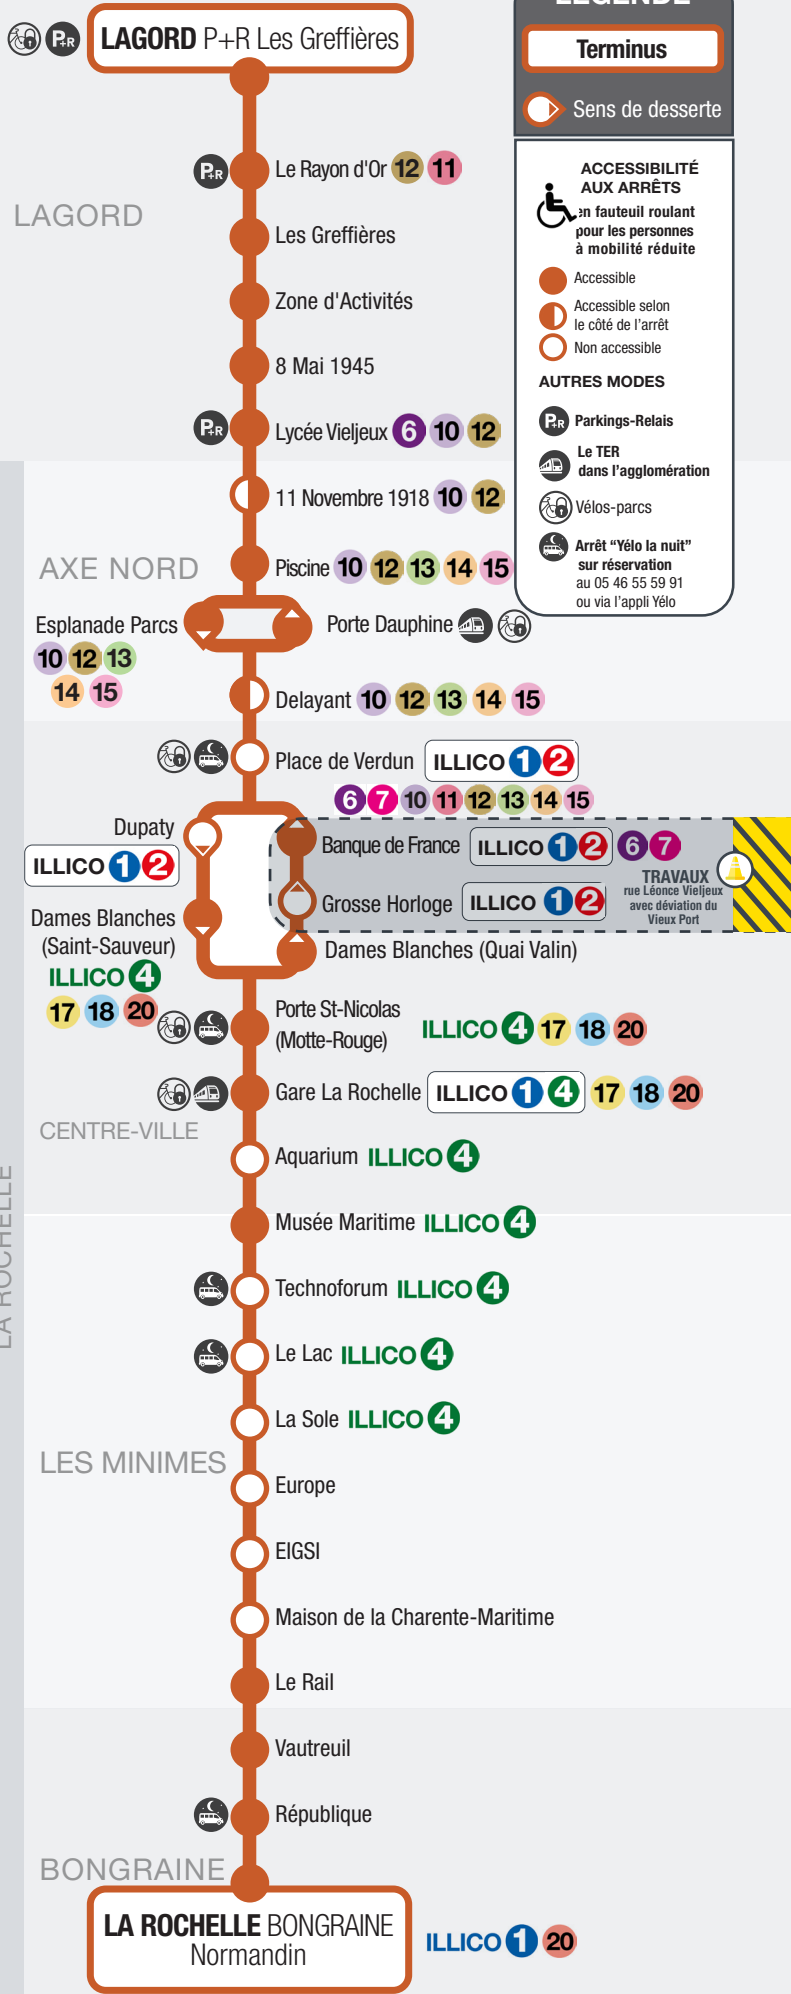 LÉGENDE
P+R
LAGORD P+R Les Greffières
Terminus
Sens de desserte
P+R
Le Rayon d'Or 12 11
LAGORD
Les Greffières
Zone d'Activités
8 Mai 1945
P+R
Lycée Vieljeux 6 10 12
ACCESSIBILITÉ
AUX ARRÊTS
en fauteuil roulant
pour les personnes
à mobilité réduite
Accessible
Accessible selon
le côté de l'arrêt
Non accessible
AUTRES MODES
P+R Parkings-Relais
Le TER
dans l'agglomération
Vélos-parcs
Arrêt “Yélo la nuit”
sur réservation
au 05 46 55 59 91
ou via l'appli Yélo
11 Novembre 1918 10 12
AXE NORD
Piscine 10 12 13 14 15
Esplanade Parcs
10 12 13
14 15
Porte Dauphine
Delayant 10 12 13 14 15
Place de Verdun ILLICO 1 2
6 7 10 11 12 13 14 15
Dupaty
ILLICO 1 2
Banque de France ILLICO 1 2 6 7
Grosse Horloge ILLICO 1 2
TRAVAUX
rue Léonce Vieljeux
avec déviation du
Vieux Port
Dames Blanches
(Saint-Sauveur)
ILLICO 4
17 18 20
Dames Blanches (Quai Valin)
Porte St-Nicolas
(Motte-Rouge)
ILLICO 4 17 18 20
Gare La Rochelle ILLICO 1 4 17 18 20
CENTRE-VILLE
Aquarium ILLICO 4
LA ROCHELLE
Musée Maritime ILLICO 4
Technoforum ILLICO 4
Le Lac ILLICO 4
La Sole ILLICO 4
LES MINIMES
Europe
EIGSI
Maison de la Charente-Maritime
Le Rail
Vautreuil
République
BONGRAINE
LA ROCHELLE BONGRAINE
Normandin
ILLICO 1 20